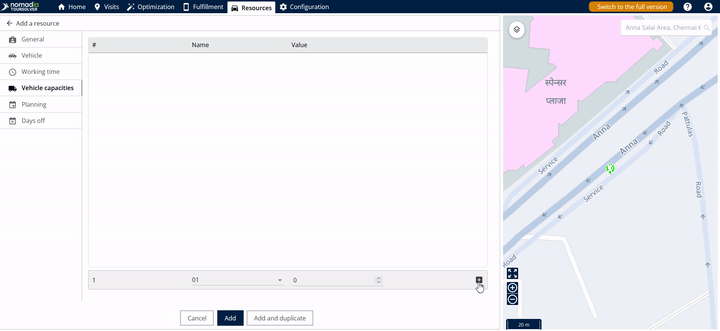 nomadia
TOURSOLVER
Home
Visits
Optimization
Fulfillment
Resources
Configuration
Switch to the full version
Add a resource
General
Vehicle
Working time
Vehicle capacities
Planning
Days off
# Name Value
1 01 0
Cancel
Add
Add and duplicate
Anna Salai Area, Chennai
स्पेन्सर
प्लाजा
Road
Anna
Service
Anna
Road
Service
Pattulas
Road
Road
20 m